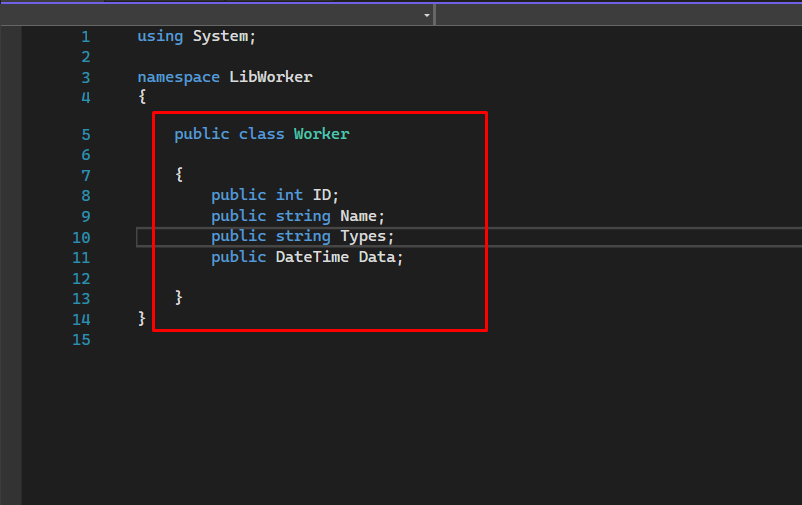 1 using System;
2
3 namespace LibWorker
4 {
5 public class Worker
6
7 {
8 public int ID;
9 public string Name;
10 public string Types;
11 public DateTime Data;
12
13 }
14 }
15